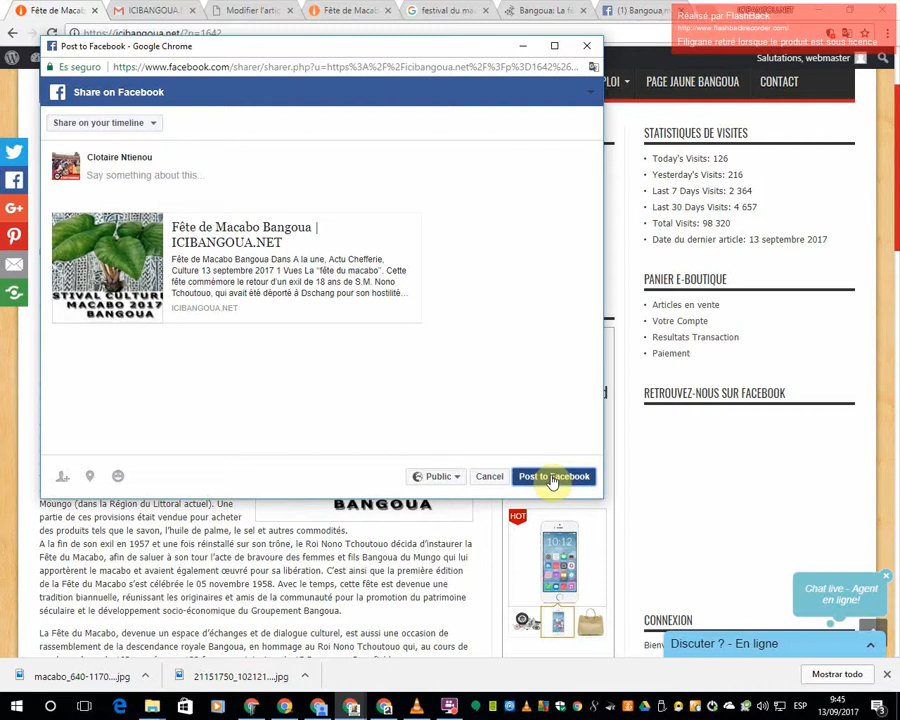 Fête de Macab
ICIBANGOUA.
Modifier l'artic
Fête de Macab
festival du mac
Bangoua: La fê
(1) Bangoua,m
ICIBANGOUA.NET
Réalisé par FlashBack
http://www.flashbackrecorder.com/
Filigrane retiré lorsque le produit est sous licence
https://icibangoua.net/?p=1642
Salutations, webmaster
Post to Facebook - Google Chrome
Es seguro
https://www.facebook.com/sharer/sharer.php?u=https%3A%2F%2Ficibangoua.net%2F%3Fp%3D1642%26...
Share on Facebook
Share on your timeline
Clotaire Ntienou
Say something about this...
STIVAL CULTURE
MACABO 2017
BANGOUA
Fête de Macabo Bangoua |
ICIBANGOUA.NET
Fête de Macabo Bangoua Dans A la une, Actu Chefferie,
Culture 13 septembre 2017 1 Vues La “fête du macabo”. Cette
fête commémore le retour d'un exil de 18 ans de S.M. Nono
Tchoutouo, qui avait été déporté à Dschang pour son hostilité...
ICIBANGOUA.NET
Public
Cancel
Post to Facebook
PLOI
PAGE JAUNE BANGOUA
CONTACT
STATISTIQUES DE VISITES
Today's Visits: 126
Yesterday's Visits: 216
Last 7 Days Visits: 2 364
Last 30 Days Visits: 4 657
Total Visits: 98 320
Date du dernier article: 13 septembre 2017
PANIER E-BOUTIQUE
Articles en vente
Votre Compte
Resultats Transaction
Paiement
RETROUVEZ-NOUS SUR FACEBOOK
Moungo (dans la Région du Littoral actuel). Une
partie de ces provisions était vendue pour acheter
des produits tels que le savon, l'huile de palme, le sel et autres commodités.
A la fin de son exil en 1957 et une fois réinstallé sur son trône, le Roi Nono Tchoutouo décida d'instaurer la
Fête du Macabo, afin de saluer à son tour l'acte de bravoure des femmes et fils Bangoua du Mungo qui lui
apportèrent le macabo et avaient également œuvré pour sa libération. C'est ainsi que la première édition
de la Fête du Macabo s'est célébrée le 05 novembre 1958. Avec le temps, cette fête est devenue une
tradition biannuelle, réunissant les originaires et amis de la communauté pour la promotion du patrimoine
séculaire et le développement socio-économique du Groupement Bangoua.
La Fête du Macabo, devenue un espace d'échanges et de dialogue culturel, est aussi une occasion de
rassemblement de la descendance royale Bangoua, en hommage au Roi Nono Tchoutouo qui, au cours de
BANGOUA
HOT
10:12
Chat live - Agent
en ligne!
CONNEXION
Bien
Discuter ? - En ligne
macabo_640-1170....jpg
21151750_102121....jpg
Mostrar todo
ESP
9:45
13/09/2017
3